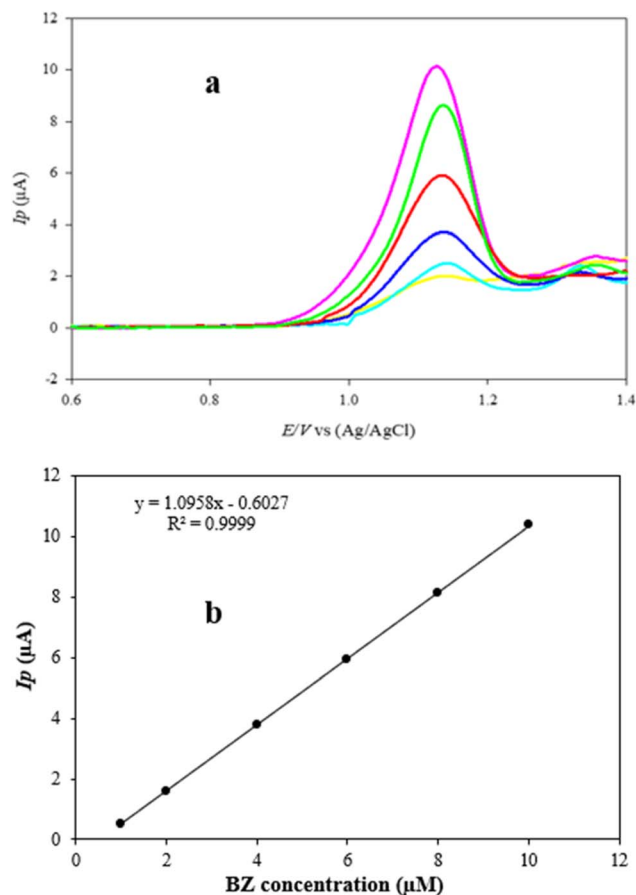 12
10
8
6
4
2
0
-2
a
Ip (µA)
0.6 0.8 1.0 1.2 1.4
E/V vs (Ag/AgCl)
12
10
8
6
4
2
0
y = 1.0958x - 0.6027
R² = 0.9999
b
Ip (µA)
0 2 4 6 8 10 12
BZ concentration (µM)